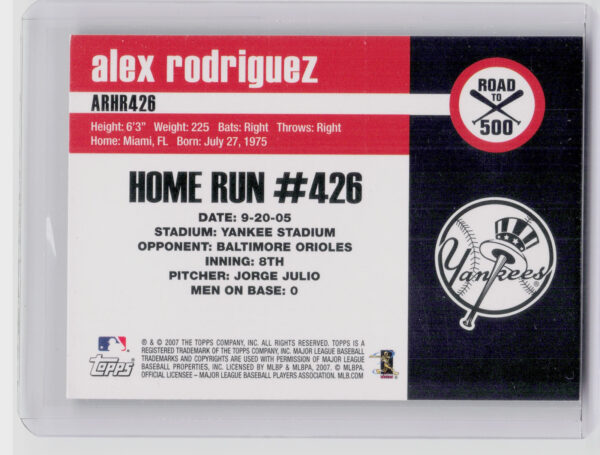 alex rodriguez
ARHR426
Height: 6'3" Weight: 225 Bats: Right Throws: Right
Home: Miami, FL Born: July 27, 1975
ROAD
TO
500
HOME RUN #426
DATE: 9-20-05
STADIUM: YANKEE STADIUM
OPPONENT: BALTIMORE ORIOLES
INNING: 8TH
PITCHER: JORGE JULIO
MEN ON BASE: 0
Yankees
topps
® & © 2007 THE TOPPS COMPANY, INC. ALL RIGHTS RESERVED. TOPPS IS A
REGISTERED TRADEMARK OF THE TOPPS COMPANY, INC. MAJOR LEAGUE BASEBALL
TRADEMARKS AND COPYRIGHTS ARE USED WITH PERMISSION OF MAJOR LEAGUE
BASEBALL PROPERTIES, INC. LICENSED BY MLBP & MLBPA, 2007. © MLBPA.
OFFICIAL LICENSEE – MAJOR LEAGUE BASEBALL PLAYERS ASSOCIATION. MLB.COM